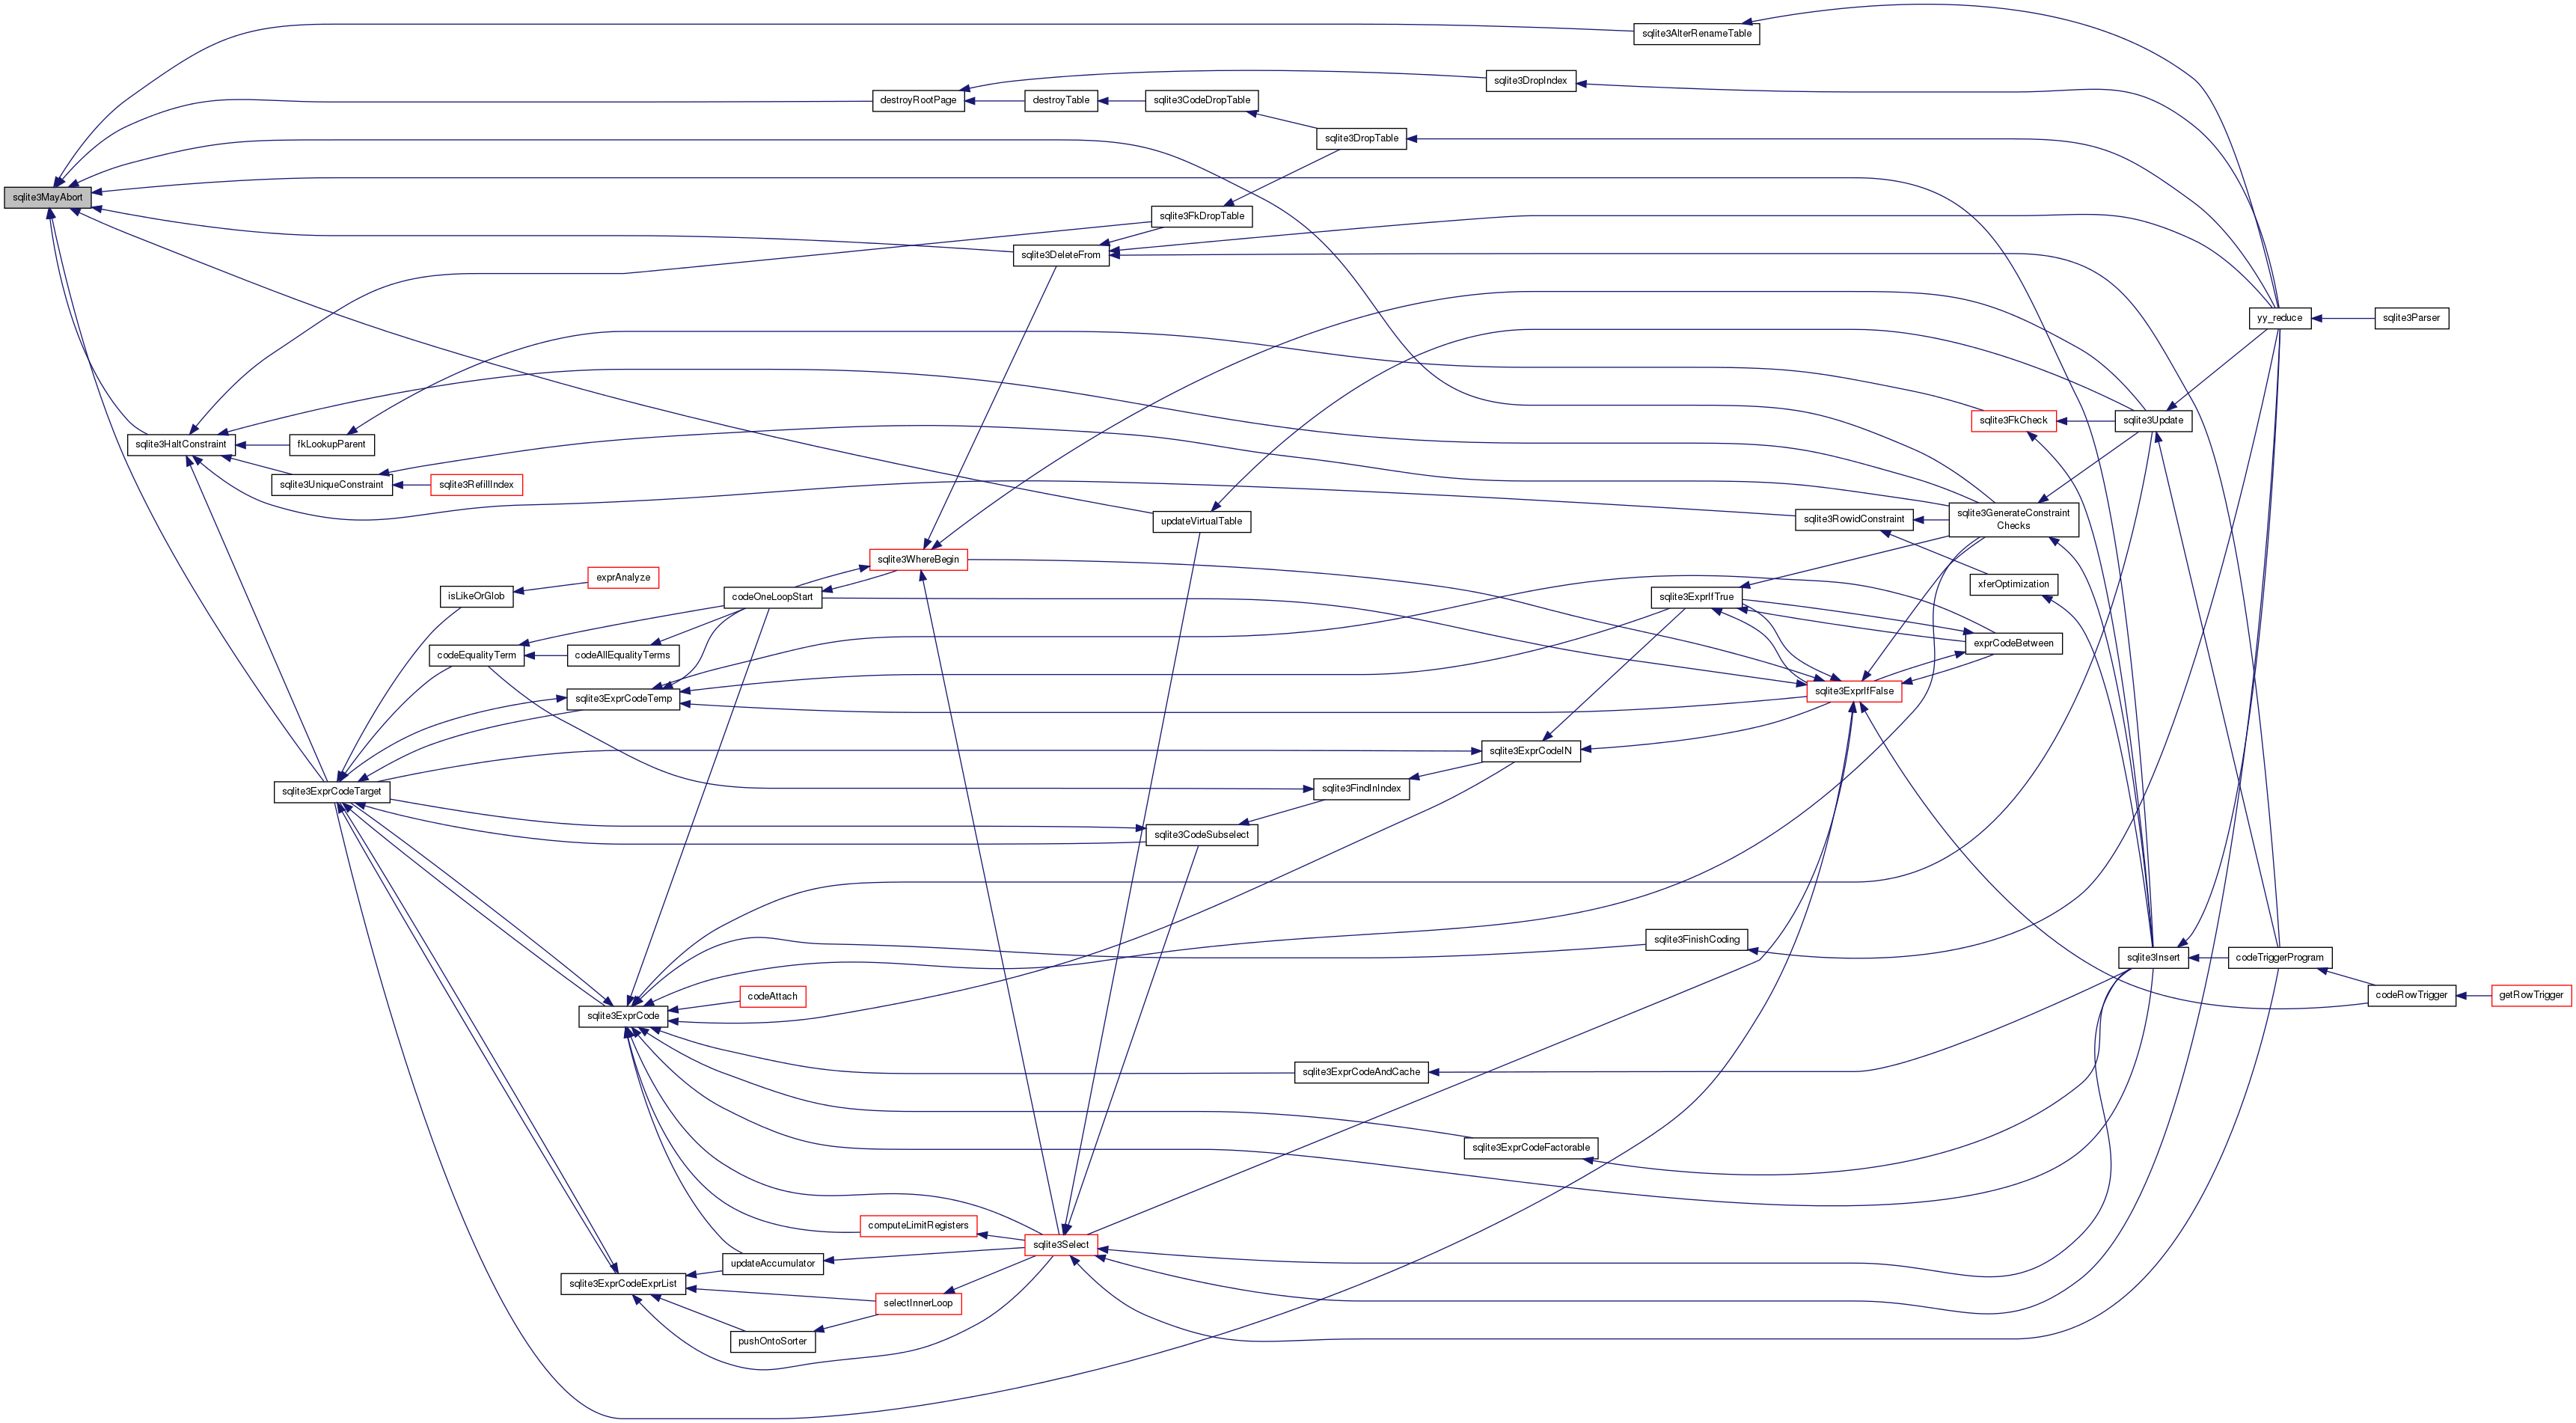 sqlite3AlterRenameTable
sqlite3DropIndex
destroyRootPage
destroyTable
sqlite3CodeDropTable
sqlite3DropTable
sqlite3MayAbort
sqlite3FkDropTable
sqlite3DeleteFrom
yy_reduce
sqlite3Parser
sqlite3FkCheck
sqlite3Update
sqlite3HaltConstraint
fkLookupParent
sqlite3UniqueConstraint
sqlite3RefillIndex
updateVirtualTable
sqlite3RowidConstraint
sqlite3GenerateConstraint
Checks
sqlite3WhereBegin
exprAnalyze
isLikeOrGlob
codeOneLoopStart
sqlite3ExprIfTrue
xferOptimization
codeEqualityTerm
codeAllEqualityTerms
exprCodeBetween
sqlite3ExprCodeTemp
sqlite3ExprIfFalse
sqlite3ExprCodeIN
sqlite3ExprCodeTarget
sqlite3FindInIndex
sqlite3CodeSubselect
sqlite3FinishCoding
sqlite3Insert
codeTriggerProgram
codeAttach
codeRowTrigger
getRowTrigger
sqlite3ExprCode
sqlite3ExprCodeAndCache
sqlite3ExprCodeFactorable
computeLimitRegisters
sqlite3Select
updateAccumulator
sqlite3ExprCodeExprList
selectInnerLoop
pushOntoSorter